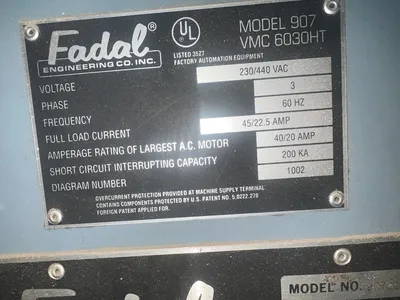 Fadal®
ENGINEERING CO. INC.
UL®
LISTED 3527
FACTORY AUTOMATION EQUIPMENT
MODEL 907
VMC 6030HT
VOLTAGE 230/440 VAC
PHASE 3
FREQUENCY 60 HZ
FULL LOAD CURRENT 45/22.5 AMP
AMPERAGE RATING OF LARGEST A.C. MOTOR 40/20 AMP
SHORT CIRCUIT INTERRUPTING CAPACITY 200 KA
DIAGRAM NUMBER 1002
OVERCURRENT PROTECTION PROVIDED AT MACHINE SUPPLY TERMINAL
CONTAINS COMPONENTS PROTECTED BY U.S. PATENT NO. 5,0222,270
FOREIGN PATENT APPLIED FOR.
MODEL NO.